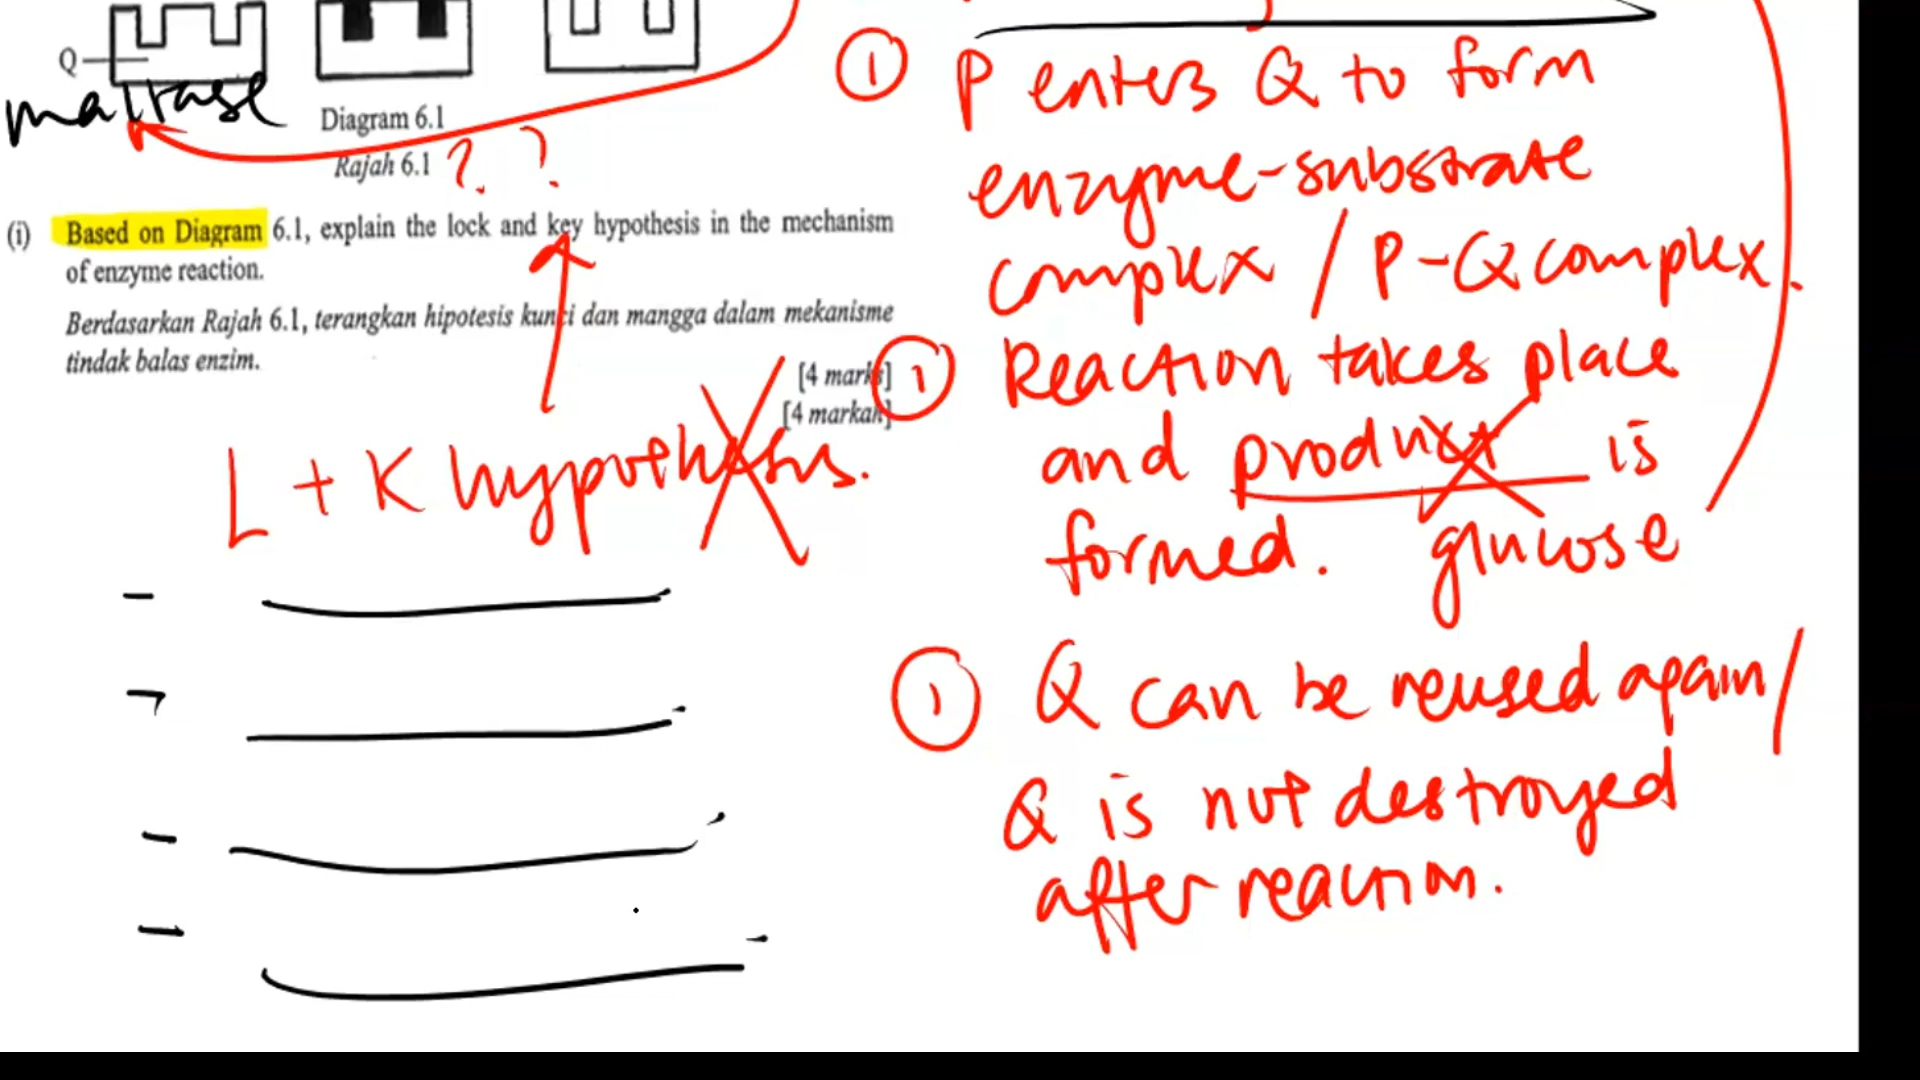 Q
maltase
Diagram 6.1
Rajah 6.1
? ?
(i) Based on Diagram 6.1, explain the lock and key hypothesis in the mechanism
of enzyme reaction.
Berdasarkan Rajah 6.1, terangkan hipotesis kunci dan mangga dalam mekanisme
tindak balas enzim.
[4 marks]
[4 markah]
L + K hypothesis.
① P enters Q to form
enzyme-substrate
complex / P-Q complex.
① Reaction takes place
and product is
formed. glucose
① Q can be reused again /
Q is not destroyed
after reaction.